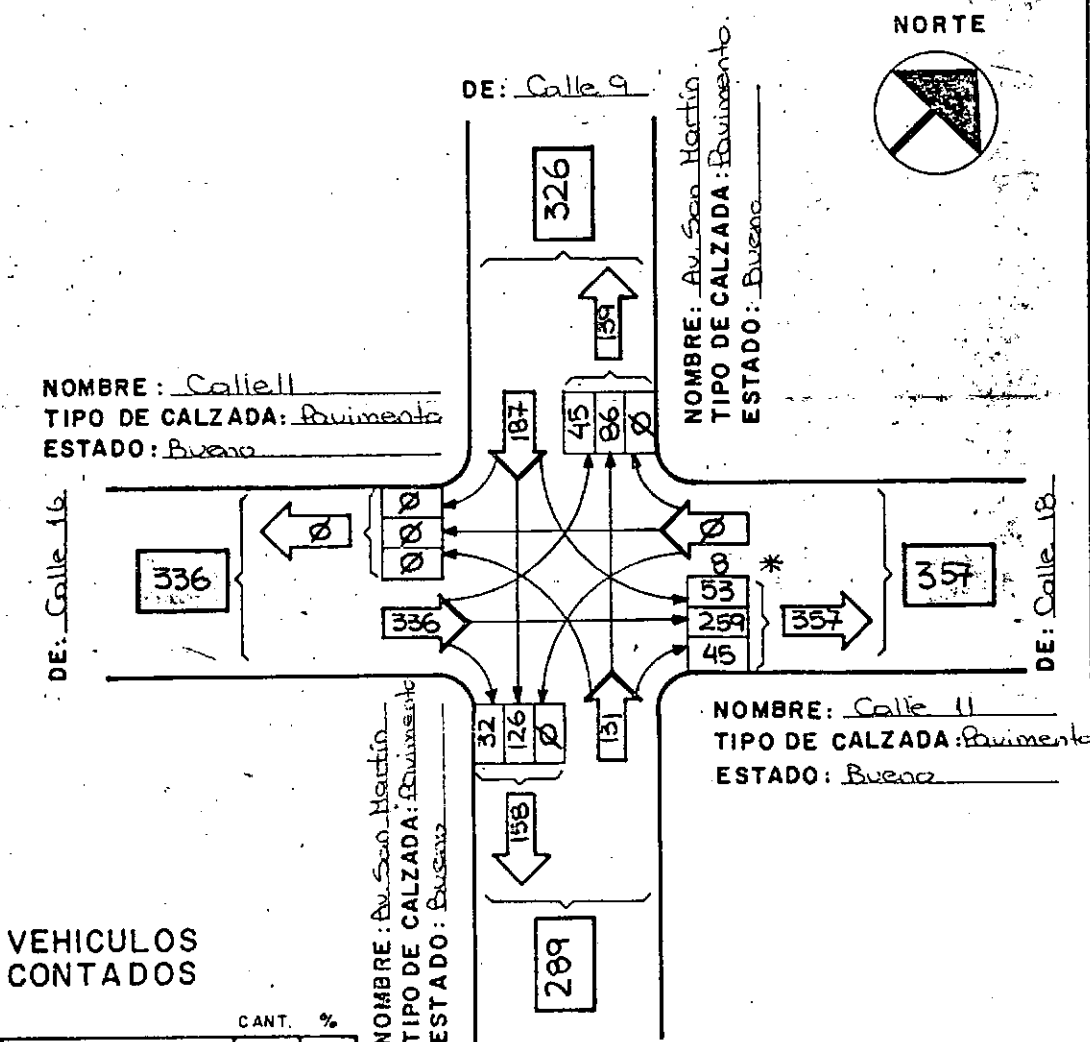 NORTE
DE: Calle 9
326
NOMBRE: Av. San Martín.
TIPO DE CALZADA: Pavimento.
ESTADO: Bueno
139
NOMBRE: Calle 11
TIPO DE CALZADA: Pavimento
ESTADO: Bueno
187
45
86
Ø
DE: Calle 16
336
Ø
Ø
Ø
Ø
Ø
8
*
53
259
45
336
357
357
DE: Calle 18
32
126
Ø
131
158
NOMBRE: Calle 11
TIPO DE CALZADA: Pavimento
ESTADO: Bueno
NOMBRE: Av. San Martín
TIPO DE CALZADA: Pavimento
ESTADO: Bueno
289
VEHICULOS
CONTADOS
CANT. %